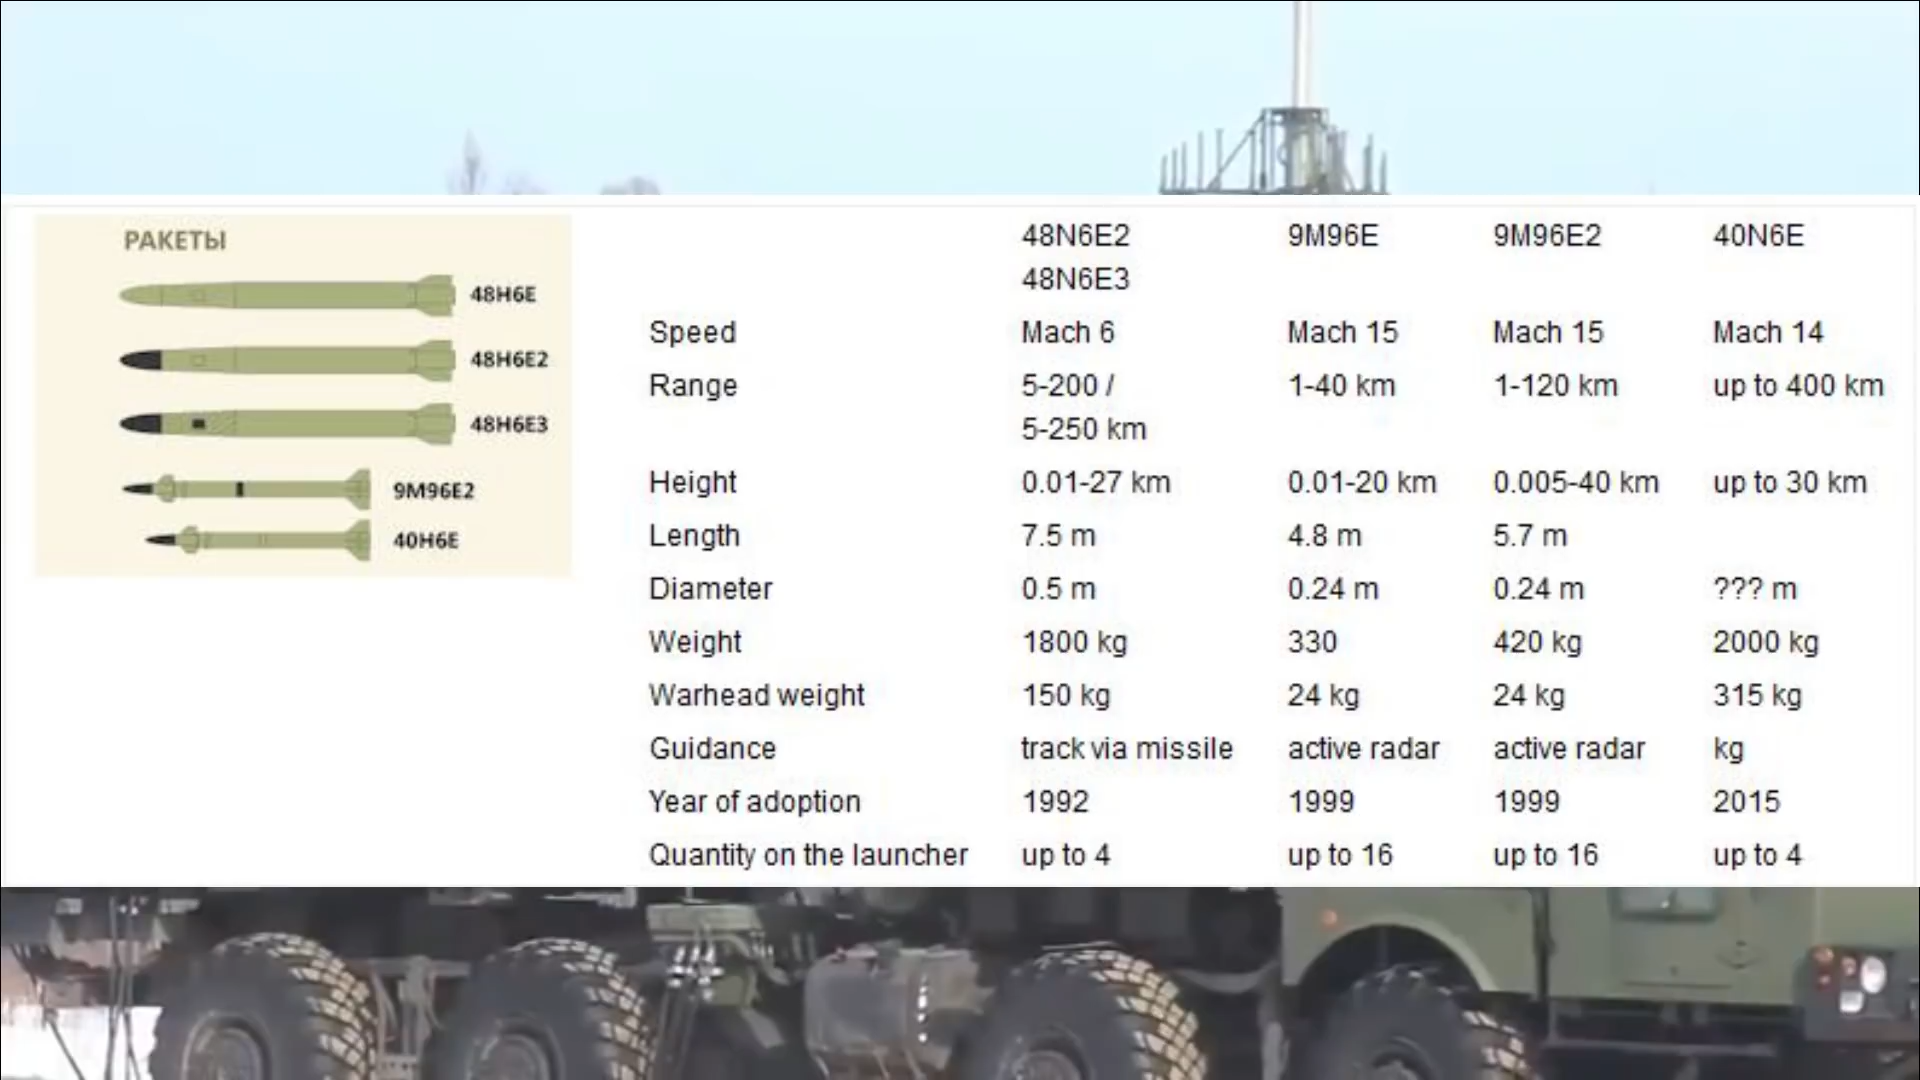 РАКЕТЫ
48Н6Е
48Н6Е2
48Н6Е3
9М96Е2
40Н6Е
48N6E2 9M96E 9M96E2 40N6E
48N6E3
Speed Mach 6 Mach 15 Mach 15 Mach 14
Range 5-200 / 1-40 km 1-120 km up to 400 km
5-250 km
Height 0.01-27 km 0.01-20 km 0.005-40 km up to 30 km
Length 7.5 m 4.8 m 5.7 m
Diameter 0.5 m 0.24 m 0.24 m ??? m
Weight 1800 kg 330 420 kg 2000 kg
Warhead weight 150 kg 24 kg 24 kg 315 kg
Guidance track via missile active radar active radar kg
Year of adoption 1992 1999 1999 2015
Quantity on the launcher up to 4 up to 16 up to 16 up to 4